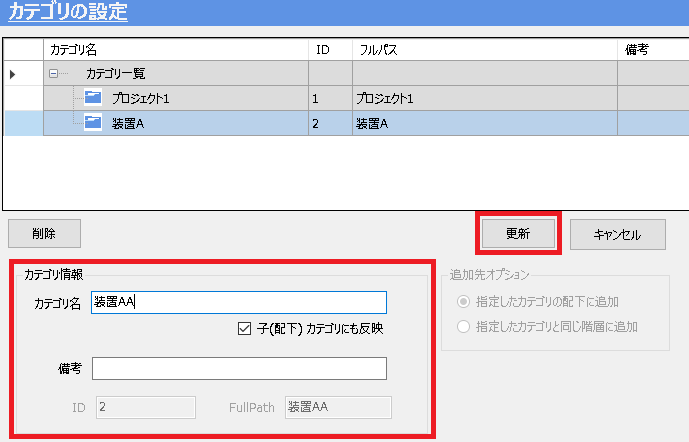 カテゴリの設定
カテゴリ名 ID フルパス 備考
カテゴリ一覧
プロジェクト1 1 プロジェクト1
装置A 2 装置A
削除 更新 キャンセル
カテゴリ情報
カテゴリ名 装置AA
子(配下) カテゴリにも反映
備考
ID 2 FullPath 装置AA
追加先オプション
指定したカテゴリの配下に追加
指定したカテゴリと同じ階層に追加